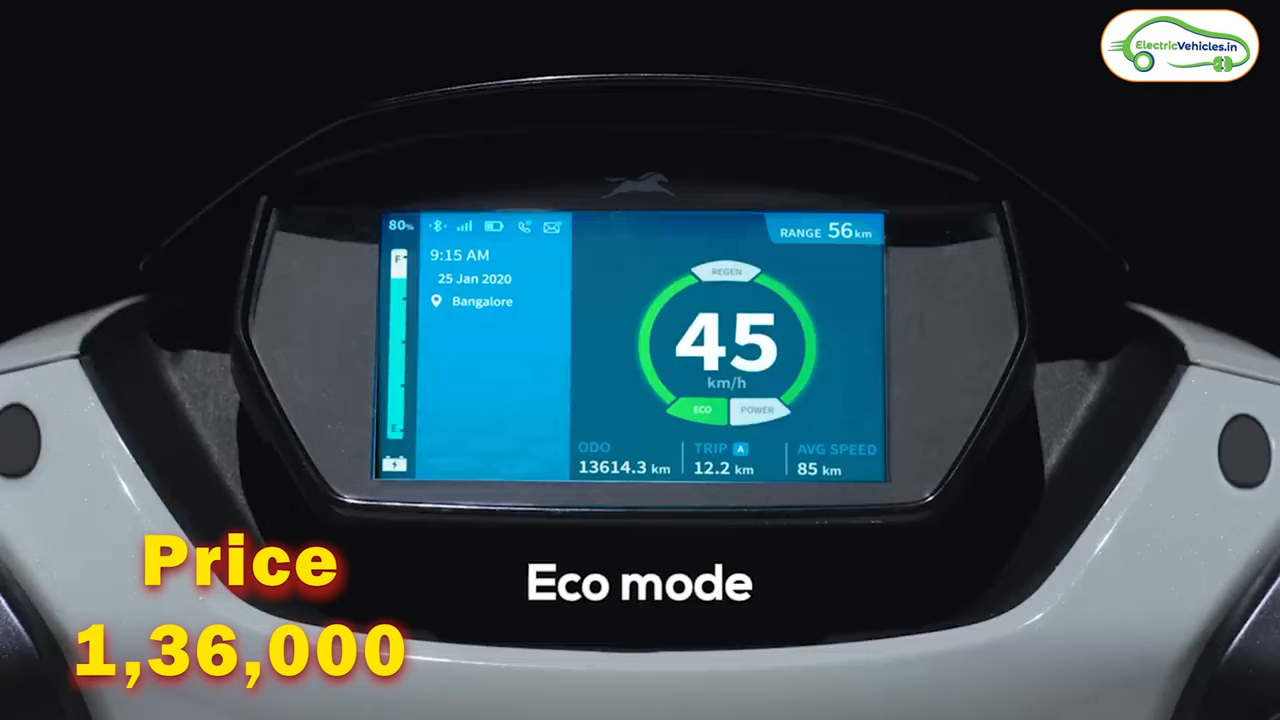 ElectricVehicles.in
80%
RANGE 56 km
F
9:15 AM
25 Jan 2020
Bangalore
REGEN
45
km/h
ECO
POWER
E
ODO
13614.3 km
TRIP A
12.2 km
AVG SPEED
85 km
Eco mode
Price
1,36,000